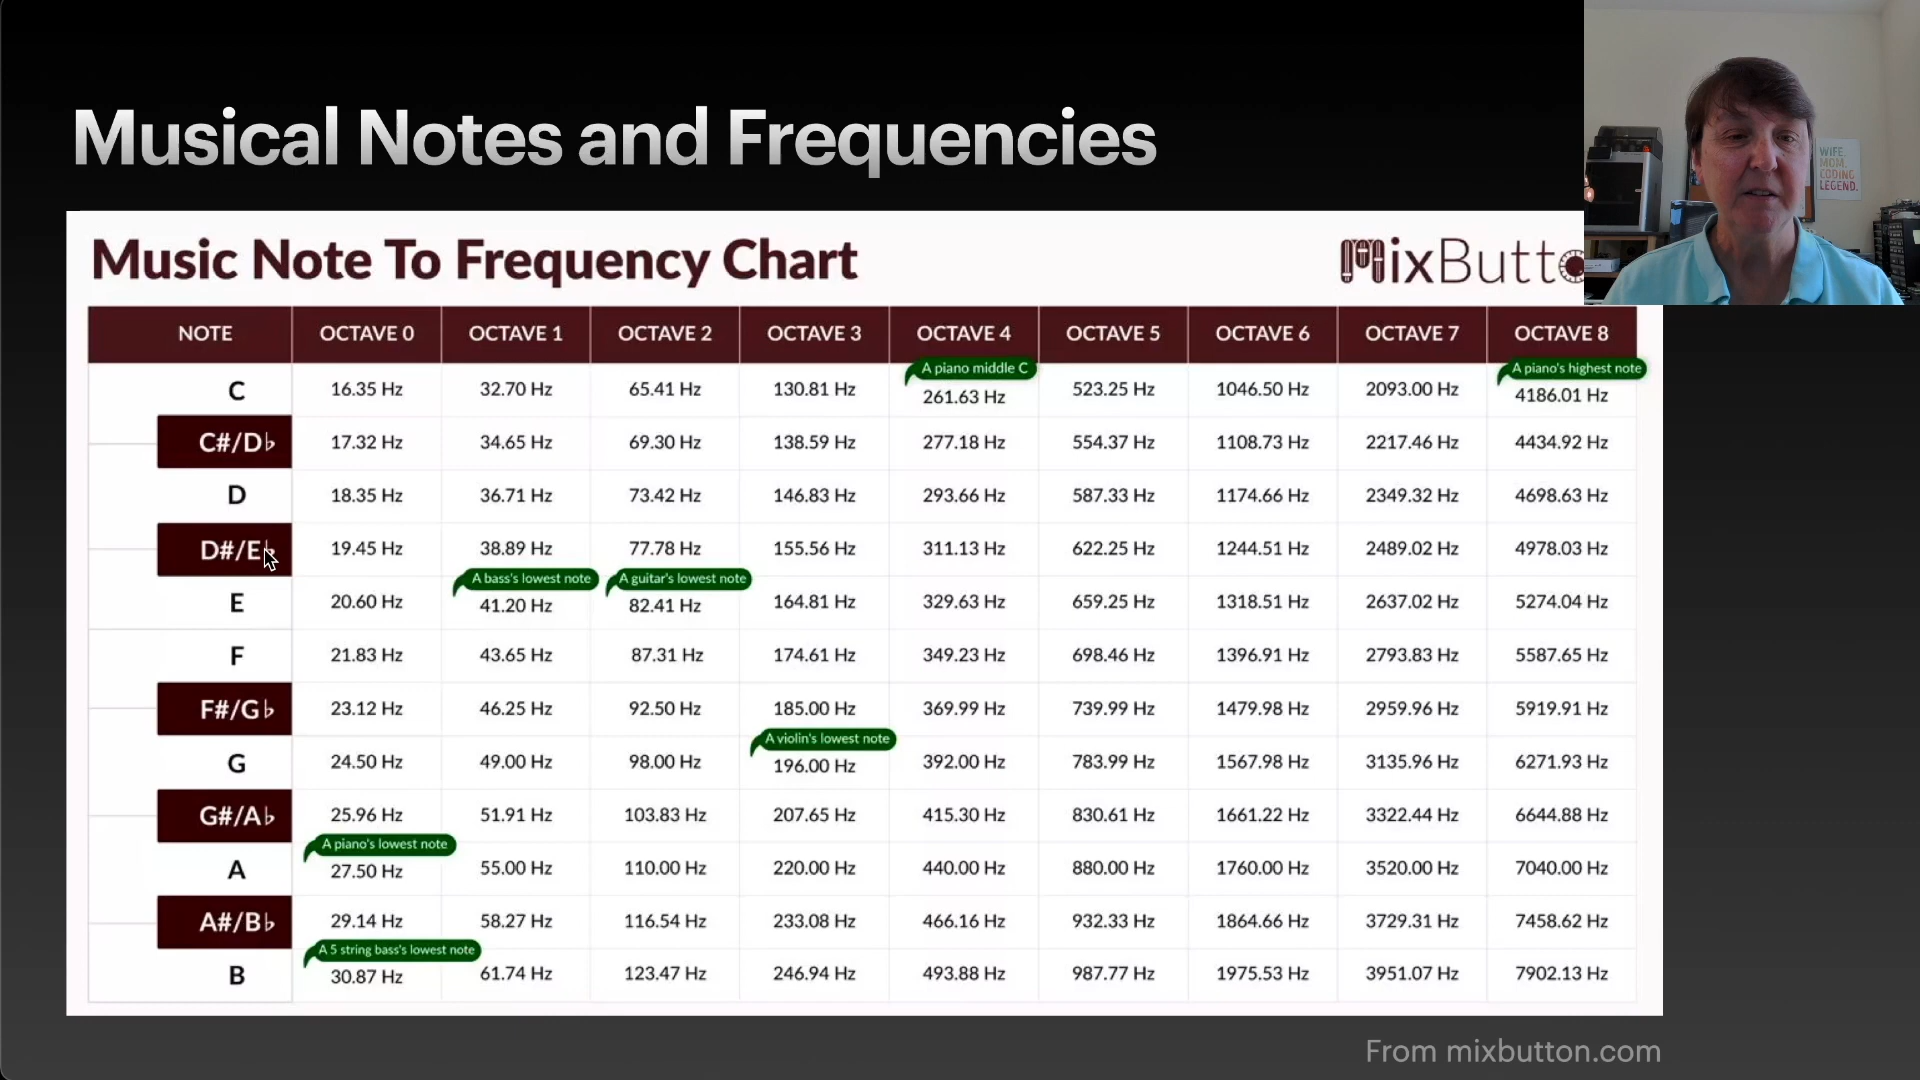 Musical Notes and Frequencies
WIFE.
MOM.
CODING
LEGEND.
Music Note To Frequency Chart
MixButto
NOTE OCTAVE 0 OCTAVE 1 OCTAVE 2 OCTAVE 3 OCTAVE 4 OCTAVE 5 OCTAVE 6 OCTAVE 7 OCTAVE 8
A piano middle C A piano's highest note
C 16.35 Hz 32.70 Hz 65.41 Hz 130.81 Hz 261.63 Hz 523.25 Hz 1046.50 Hz 2093.00 Hz 4186.01 Hz
C#/D♭ 17.32 Hz 34.65 Hz 69.30 Hz 138.59 Hz 277.18 Hz 554.37 Hz 1108.73 Hz 2217.46 Hz 4434.92 Hz
D 18.35 Hz 36.71 Hz 73.42 Hz 146.83 Hz 293.66 Hz 587.33 Hz 1174.66 Hz 2349.32 Hz 4698.63 Hz
D#/E♭ 19.45 Hz 38.89 Hz 77.78 Hz 155.56 Hz 311.13 Hz 622.25 Hz 1244.51 Hz 2489.02 Hz 4978.03 Hz
A bass's lowest note A guitar's lowest note
E 20.60 Hz 41.20 Hz 82.41 Hz 164.81 Hz 329.63 Hz 659.25 Hz 1318.51 Hz 2637.02 Hz 5274.04 Hz
F 21.83 Hz 43.65 Hz 87.31 Hz 174.61 Hz 349.23 Hz 698.46 Hz 1396.91 Hz 2793.83 Hz 5587.65 Hz
F#/G♭ 23.12 Hz 46.25 Hz 92.50 Hz 185.00 Hz 369.99 Hz 739.99 Hz 1479.98 Hz 2959.96 Hz 5919.91 Hz
A violin's lowest note
G 24.50 Hz 49.00 Hz 98.00 Hz 196.00 Hz 392.00 Hz 783.99 Hz 1567.98 Hz 3135.96 Hz 6271.93 Hz
G#/A♭ 25.96 Hz 51.91 Hz 103.83 Hz 207.65 Hz 415.30 Hz 830.61 Hz 1661.22 Hz 3322.44 Hz 6644.88 Hz
A piano's lowest note
A 27.50 Hz 55.00 Hz 110.00 Hz 220.00 Hz 440.00 Hz 880.00 Hz 1760.00 Hz 3520.00 Hz 7040.00 Hz
A#/B♭ 29.14 Hz 58.27 Hz 116.54 Hz 233.08 Hz 466.16 Hz 932.33 Hz 1864.66 Hz 3729.31 Hz 7458.62 Hz
A 5 string bass's lowest note
B 30.87 Hz 61.74 Hz 123.47 Hz 246.94 Hz 493.88 Hz 987.77 Hz 1975.53 Hz 3951.07 Hz 7902.13 Hz
From mixbutton.com